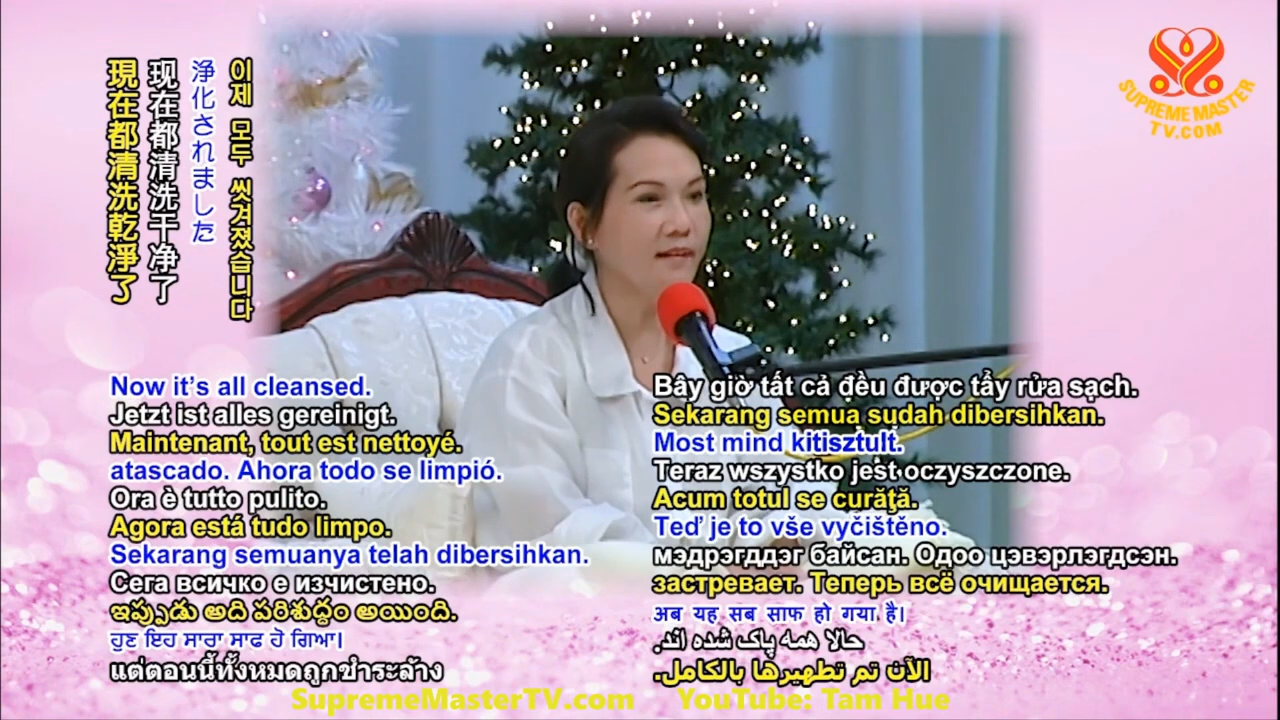 現在都清洗乾淨了
现在都清洗干净了
浄化されました
이제 모두 씻겨졌습니다
SUPREME MASTER
TV.COM
Now it's all cleansed.
Jetzt ist alles gereinigt.
Maintenant, tout est nettoyé.
atascado. Ahora todo se limpió.
Ora è tutto pulito.
Agora está tudo limpo.
Sekarang semuanya telah dibersihkan.
Сега всичко е изчистено.
ఇప్పుడు అది పరిశుద్ధం అయింది.
ਹੁਣ ਇਹ ਸਾਰਾ ਸਾਫ ਹੋ ਗਿਆ।
แต่ตอนนี้ทั้งหมดถูกชำระล้าง
Bây giờ tất cả đều được tẩy rửa sạch.
Sekarang semua sudah dibersihkan.
Most mind kitisztult.
Teraz wszystko jest oczyszczone.
Acum totul se curăţă.
Teď je to vše vyčištěno.
мэдрэгддэг байсан. Одоо цэвэрлэгдсэн.
застревает. Теперь всё очищается.
अब यह सब साफ हो गया है।
حالا همه پاک شده اند.
الآن تم تطهيرها بالكامل.
SupremeMasterTV.com YouTube: Tam Hue